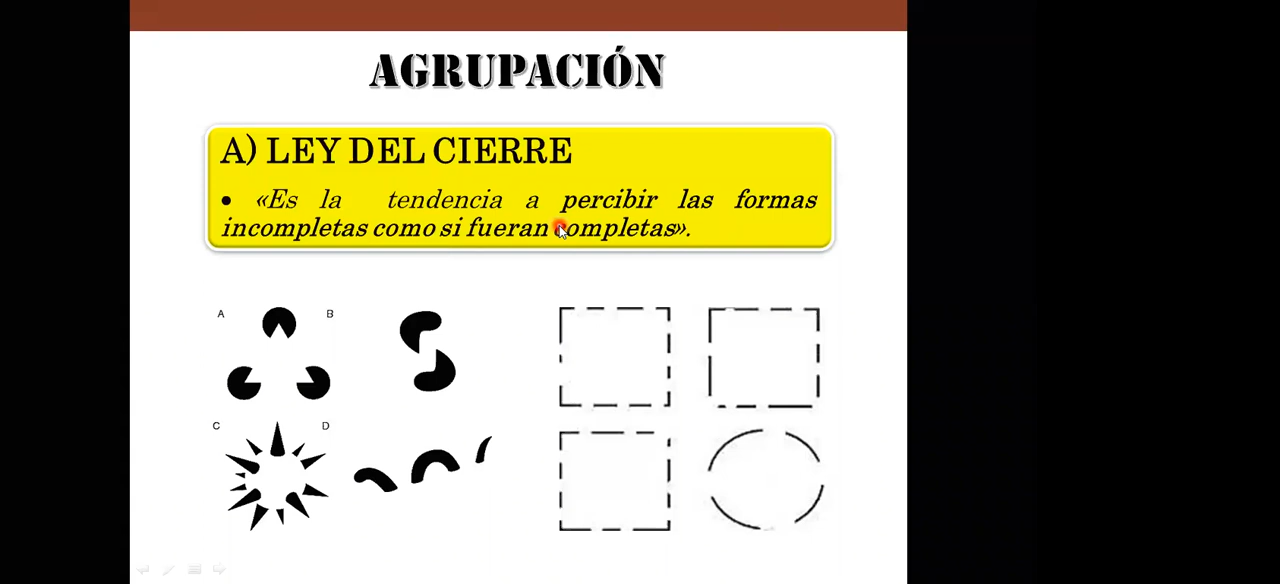 AGRUPACIÓN
A) LEY DEL CIERRE
• «Es la tendencia a percibir las formas
incompletas como si fueran completas».
A
B
C
D